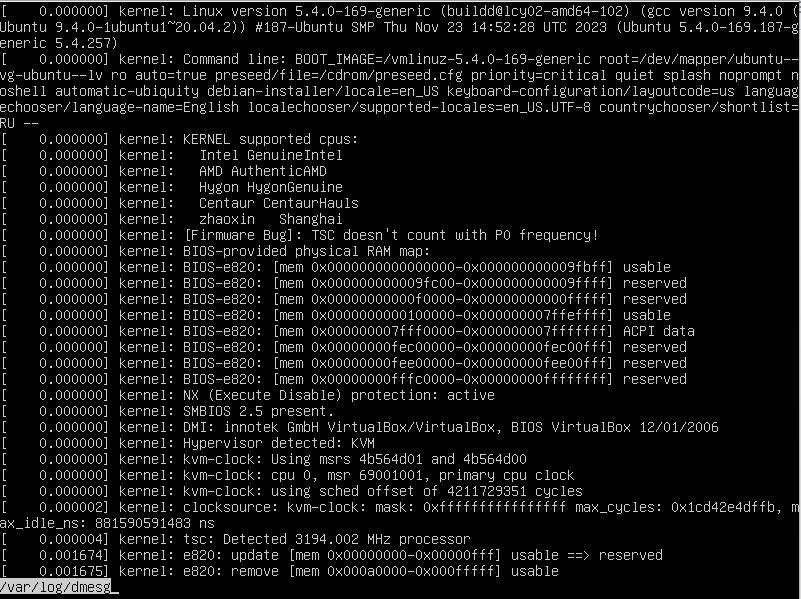 [    0.000000] kernel: Linux version 5.4.0-169-generic (buildd@lcy02-amd64-102) (gcc version 9.4.0 (
Ubuntu 9.4.0-1ubuntu1~20.04.2)) #187-Ubuntu SMP Thu Nov 23 14:52:28 UTC 2023 (Ubuntu 5.4.0-169.187-g
eneric 5.4.257)
[    0.000000] kernel: Command line: BOOT_IMAGE=/vmlinuz-5.4.0-169-generic root=/dev/mapper/ubuntu--
vg-ubuntu--lv ro auto=true preseed/file=/cdrom/preseed.cfg priority=critical quiet splash noprompt n
oshell automatic-ubiquity debian-installer/locale=en_US keyboard-configuration/layoutcode=us languag
echooser/language-name=English localechooser/supported-locales=en_US.UTF-8 countrychooser/shortlist=
RU --
[    0.000000] kernel: KERNEL supported cpus:
[    0.000000] kernel:   Intel GenuineIntel
[    0.000000] kernel:   AMD AuthenticAMD
[    0.000000] kernel:   Hygon HygonGenuine
[    0.000000] kernel:   Centaur CentaurHauls
[    0.000000] kernel:   zhaoxin   Shanghai
[    0.000000] kernel: [Firmware Bug]: TSC doesn't count with P0 frequency!
[    0.000000] kernel: BIOS-provided physical RAM map:
[    0.000000] kernel: BIOS-e820: [mem 0x0000000000000000-0x000000000009fbff] usable
[    0.000000] kernel: BIOS-e820: [mem 0x000000000009fc00-0x000000000009ffff] reserved
[    0.000000] kernel: BIOS-e820: [mem 0x00000000000f0000-0x00000000000fffff] reserved
[    0.000000] kernel: BIOS-e820: [mem 0x0000000000100000-0x000000007ffeffff] usable
[    0.000000] kernel: BIOS-e820: [mem 0x000000007fff0000-0x000000007fffffff] ACPI data
[    0.000000] kernel: BIOS-e820: [mem 0x00000000fec00000-0x00000000fec00fff] reserved
[    0.000000] kernel: BIOS-e820: [mem 0x00000000fee00000-0x00000000fee00fff] reserved
[    0.000000] kernel: BIOS-e820: [mem 0x00000000fffc0000-0x00000000ffffffff] reserved
[    0.000000] kernel: NX (Execute Disable) protection: active
[    0.000000] kernel: SMBIOS 2.5 present.
[    0.000000] kernel: DMI: innotek GmbH VirtualBox/VirtualBox, BIOS VirtualBox 12/01/2006
[    0.000000] kernel: Hypervisor detected: KVM
[    0.000000] kernel: kvm-clock: Using msrs 4b564d01 and 4b564d00
[    0.000000] kernel: kvm-clock: cpu 0, msr 69001001, primary cpu clock
[    0.000000] kernel: kvm-clock: using sched offset of 4211729351 cycles
[    0.000002] kernel: clocksource: kvm-clock: mask: 0xffffffffffffffff max_cycles: 0x1cd42e4dffb, m
ax_idle_ns: 881590591483 ns
[    0.000004] kernel: tsc: Detected 3194.002 MHz processor
[    0.001674] kernel: e820: update [mem 0x00000000-0x00000fff] usable ==> reserved
[    0.001675] kernel: e820: remove [mem 0x000a0000-0x000fffff] usable
/var/log/dmesg_